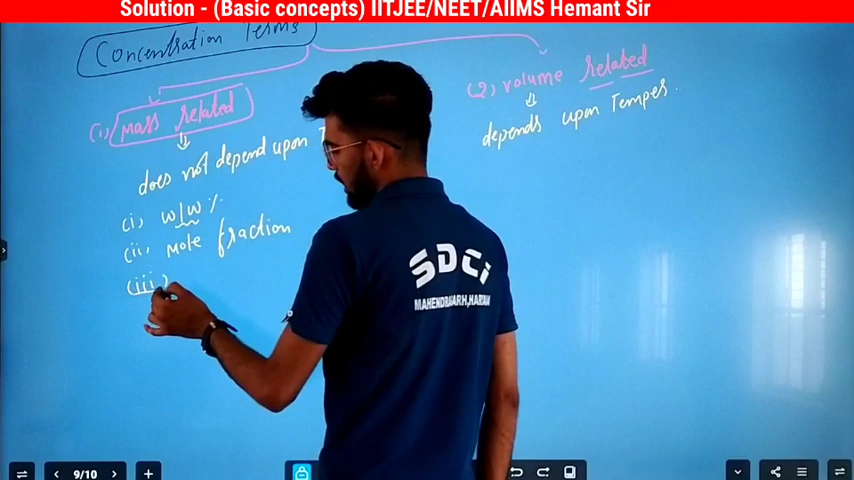 Solution - (Basic concepts) IITJEE/NEET/AIIMS Hemant Sir
Concentration Terms
(1) Mass related
does not depend upon T
(i) w/w %
(ii) Mole fraction
(iii)
(2) volume related
depends upon Temper.
SDCi
MAHENDRAGARH, HARYANA
9/10